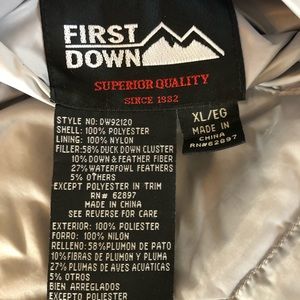 FIRST
DOWN
SUPERIOR QUALITY
SINCE 1982
XL/EG
MADE IN
CHINA
RN#62897
STYLE NO: DW92120
SHELL: 100% POLYESTER
LINING: 100% NYLON
FILLER:58% DUCK DOWN CLUSTER
10% DOWN & FEATHER FIBER
27% WATERFOWL FEATHERS
5% OTHERS
EXCEPT POLYESTER IN TRIM
RN# 62897
MADE IN CHINA
SEE REVERSE FOR CARE
EXTERIOR: 100% POLIESTER
FORRO: 100% NILON
RELLENO: 58% PLUMON DE PATO
10% FIBRAS DE PLUMON Y PLUMA
27% PLUMAS DE AVES ACUATICAS
5% OTROS
BIEN ARREGLADOS
EXCEPTO POLIESTER